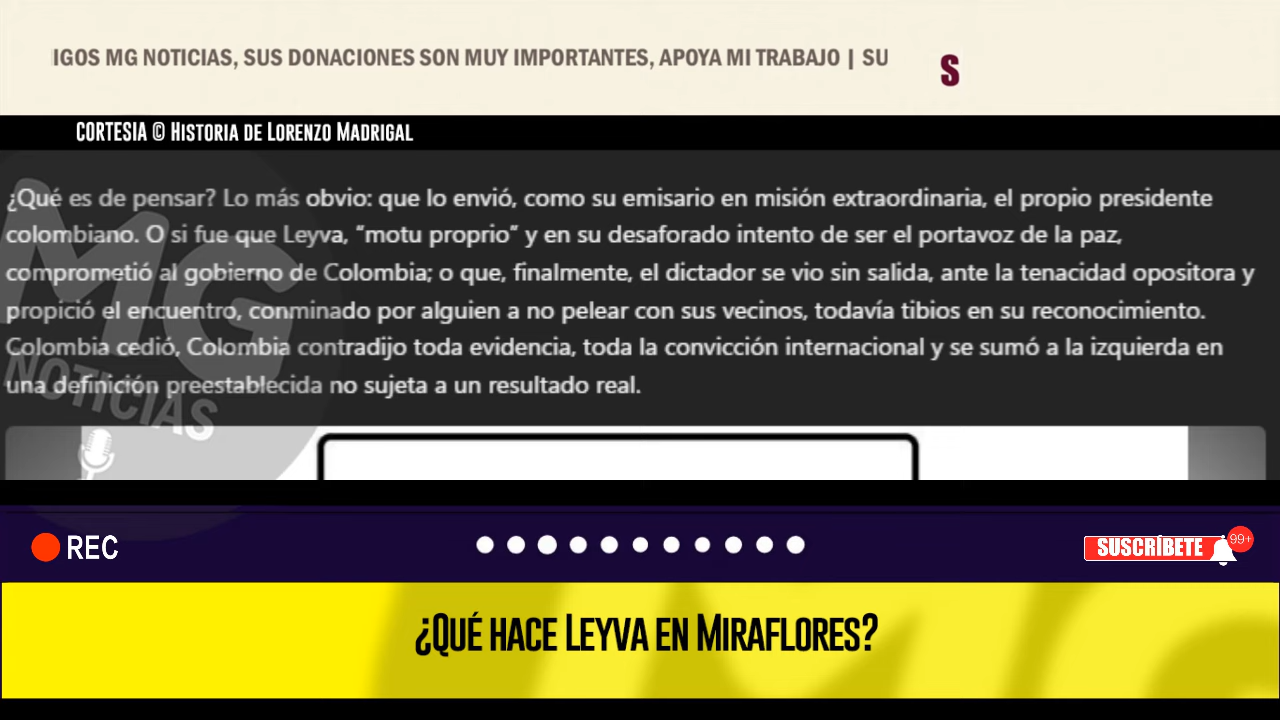 IGOS MG NOTICIAS, SUS DONACIONES SON MUY IMPORTANTES, APOYA MI TRABAJO | SU
S
CORTESIA © HISTORIA DE LORENZO MADRIGAL
¿Qué es de pensar? Lo más obvio: que lo envió, como su emisario en misión extraordinaria, el propio presidente
colombiano. O si fue que Leyva, “motu proprio” y en su desaforado intento de ser el portavoz de la paz,
comprometió al gobierno de Colombia; o que, finalmente, el dictador se vio sin salida, ante la tenacidad opositora y
propició el encuentro, conminado por alguien a no pelear con sus vecinos, todavía tibios en su reconocimiento.
Colombia cedió, Colombia contradijo toda evidencia, toda la convicción internacional y se sumó a la izquierda en
una definición preestablecida no sujeta a un resultado real.
MG
NOTICIAS
REC
SUSCRÍBETE
99+
¿QUÉ HACE LEYVA EN MIRAFLORES?